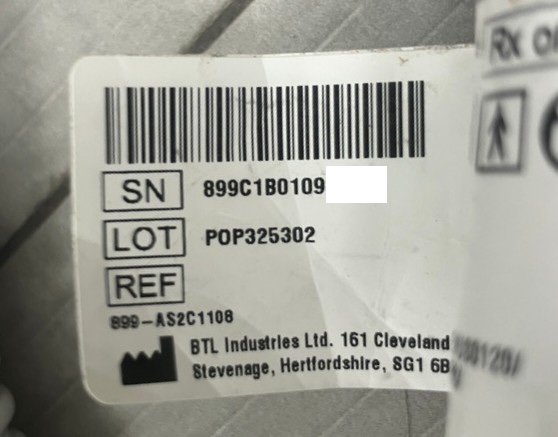 Rx
SN 899C1B0109
LOT POP325302
REF
899-AS2C1108
BTL Industries Ltd. 161 Cleveland
Stevenage, Hertfordshire, SG1 6B